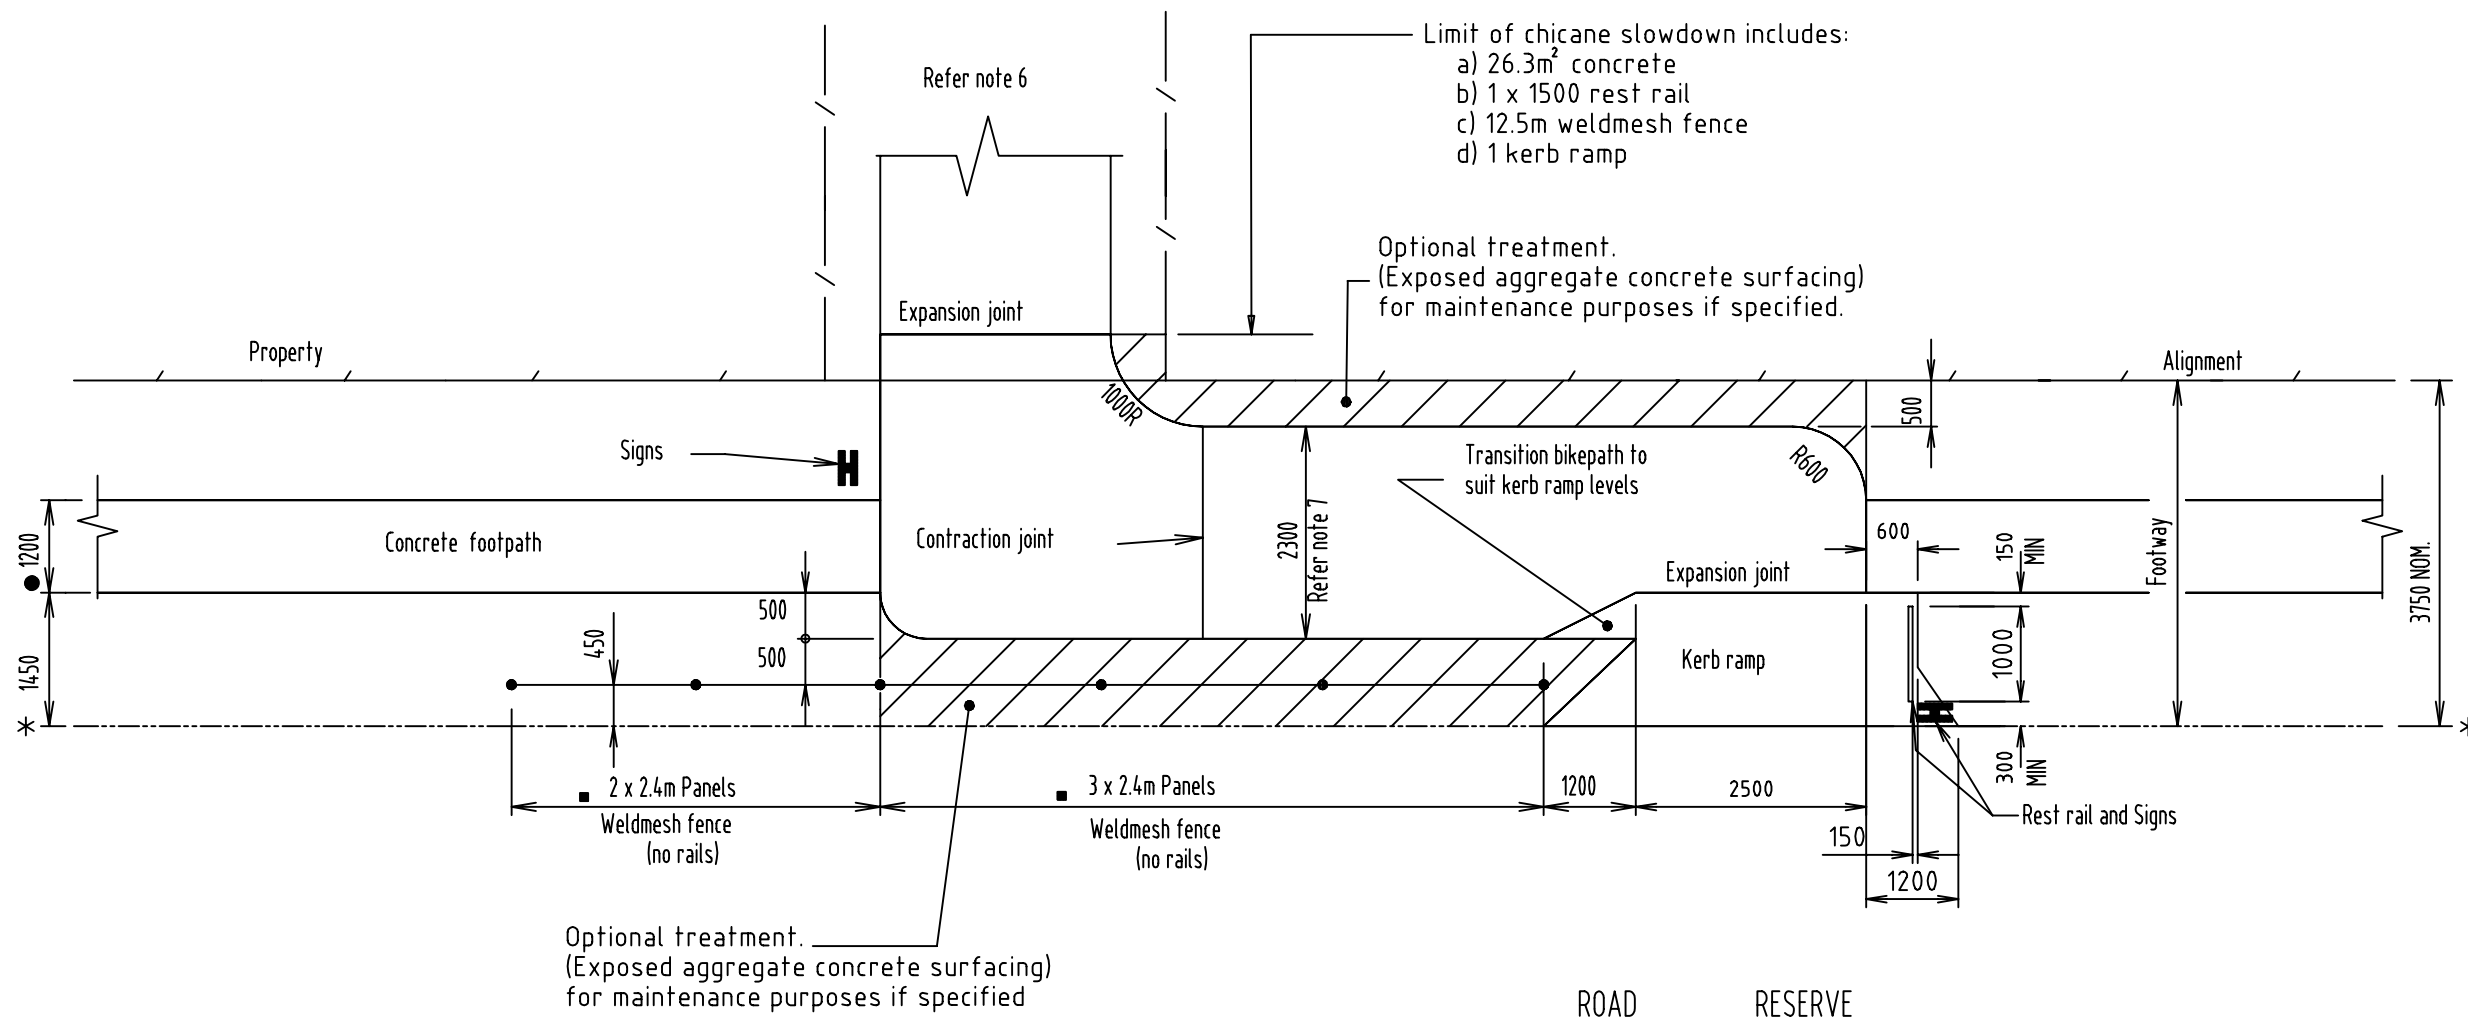 Limit of chicane slowdown includes:
a) 26.3m² concrete
b) 1 x 1500 rest rail
c) 12.5m weldmesh fence
d) 1 kerb ramp
Refer note 6
Optional treatment.
(Exposed aggregate concrete surfacing)
for maintenance purposes if specified.
Expansion joint
Property
Alignment
1000R
500
Signs
Transition bikepath to
suit kerb ramp levels
R600
1200
Concrete footpath
Contraction joint
2300
Refer note 7
600
150
MIN
Footway
3750 NOM.
Expansion joint
500
450
500
1450
Kerb ramp
1000
*
*
300
MIN
2 x 2.4m Panels
Weldmesh fence
(no rails)
3 x 2.4m Panels
Weldmesh fence
(no rails)
1200
2500
Rest rail and Signs
150
1200
Optional treatment.
(Exposed aggregate concrete surfacing)
for maintenance purposes if specified
ROAD RESERVE